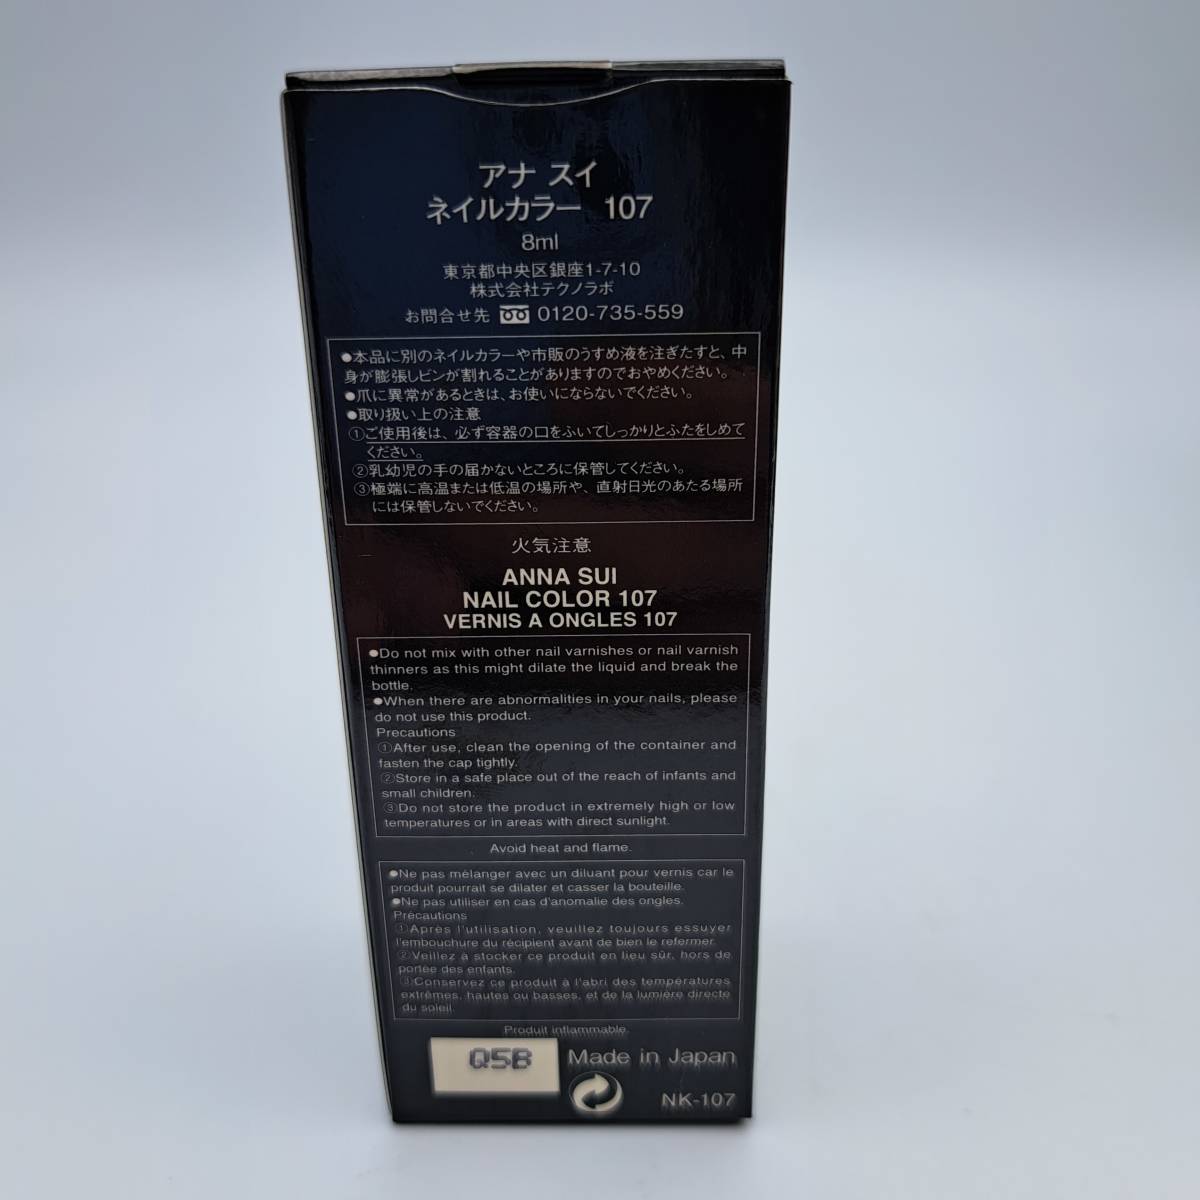 アナ スイ
ネイルカラー 107
8ml
東京都中央区銀座1-7-10
株式会社テクノラボ
お問合せ先 0120-735-559
●本品に別のネイルカラーや市販のうすめ液を注ぎたすと、中
身が膨張しビンが割れることがありますのでおやめください。
●爪に異常があるときは、お使いにならないでください。
●取り扱い上の注意
①ご使用後は、必ず容器の口をふいてしっかりとふたをしめて
ください。
②乳幼児の手の届かないところに保管してください。
③極端に高温または低温の場所や、直射日光のあたる場所
には保管しないでください。
火気注意
ANNA SUI
NAIL COLOR 107
VERNIS A ONGLES 107
●Do not mix with other nail varnishes or nail varnish
thinners as this might dilate the liquid and break the
bottle.
●When there are abnormalities in your nails, please
do not use this product.
Precautions
①After use, clean the opening of the container and
fasten the cap tightly.
②Store in a safe place out of the reach of infants and
small children.
③Do not store the product in extremely high or low
temperatures or in areas with direct sunlight.
Avoid heat and flame.
●Ne pas mélanger avec un diluant pour vernis car le
produit pourrait se dilater et casser la bouteille.
●Ne pas utiliser en cas d'anomalie des ongles.
Précautions
①Après l'utilisation, veuillez toujours essuyer
l'embouchure du récipient avant de bien le refermer.
②Veillez à stocker ce produit en lieu sûr, hors de
portée des enfants.
③Conservez ce produit à l'abri des températures
extrêmes, hautes ou basses, et de la lumière directe
du soleil.
Produit inflammable.
Q5B Made in Japan
NK-107